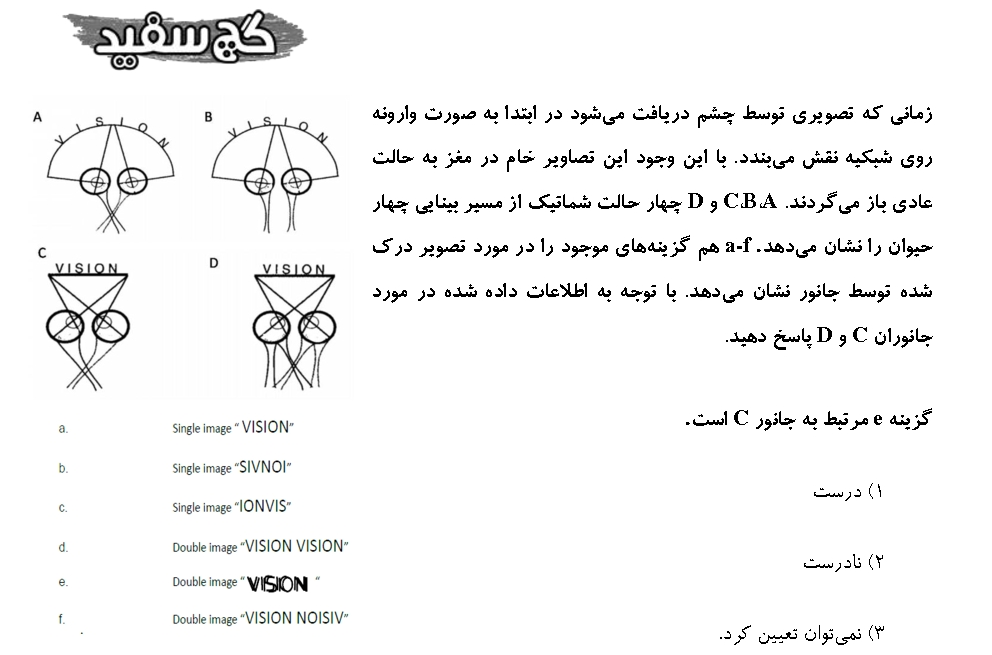 گچ سفید
زمانی که تصویری توسط چشم دریافت می‌شود در ابتدا به صورت وارونه
روی شبکیه نقش می‌بندد. با این وجود این تصاویر خام در مغز به حالت
عادی باز می‌گردند. C،B،A و D چهار حالت شماتیک از مسیر بینایی چهار
حیوان را نشان می‌دهد. a-f هم گزینه‌های موجود را در مورد تصویر درک
شده توسط جانور نشان می‌دهد. با توجه به اطلاعات داده شده در مورد
جانوران C و D پاسخ دهید.
گزینه e مرتبط به جانور C است.
۱) درست
۲) نادرست
۳) نمی‌توان تعیین کرد.
A
VISION
B
VISION
C
VISION
D
VISION
a. Single image “ VISION”
b. Single image “SIVNOI”
c. Single image “IONVIS”
d. Double image “VISION VISION”
e. Double image “ VISION “
f. Double image “VISION NOISIV”